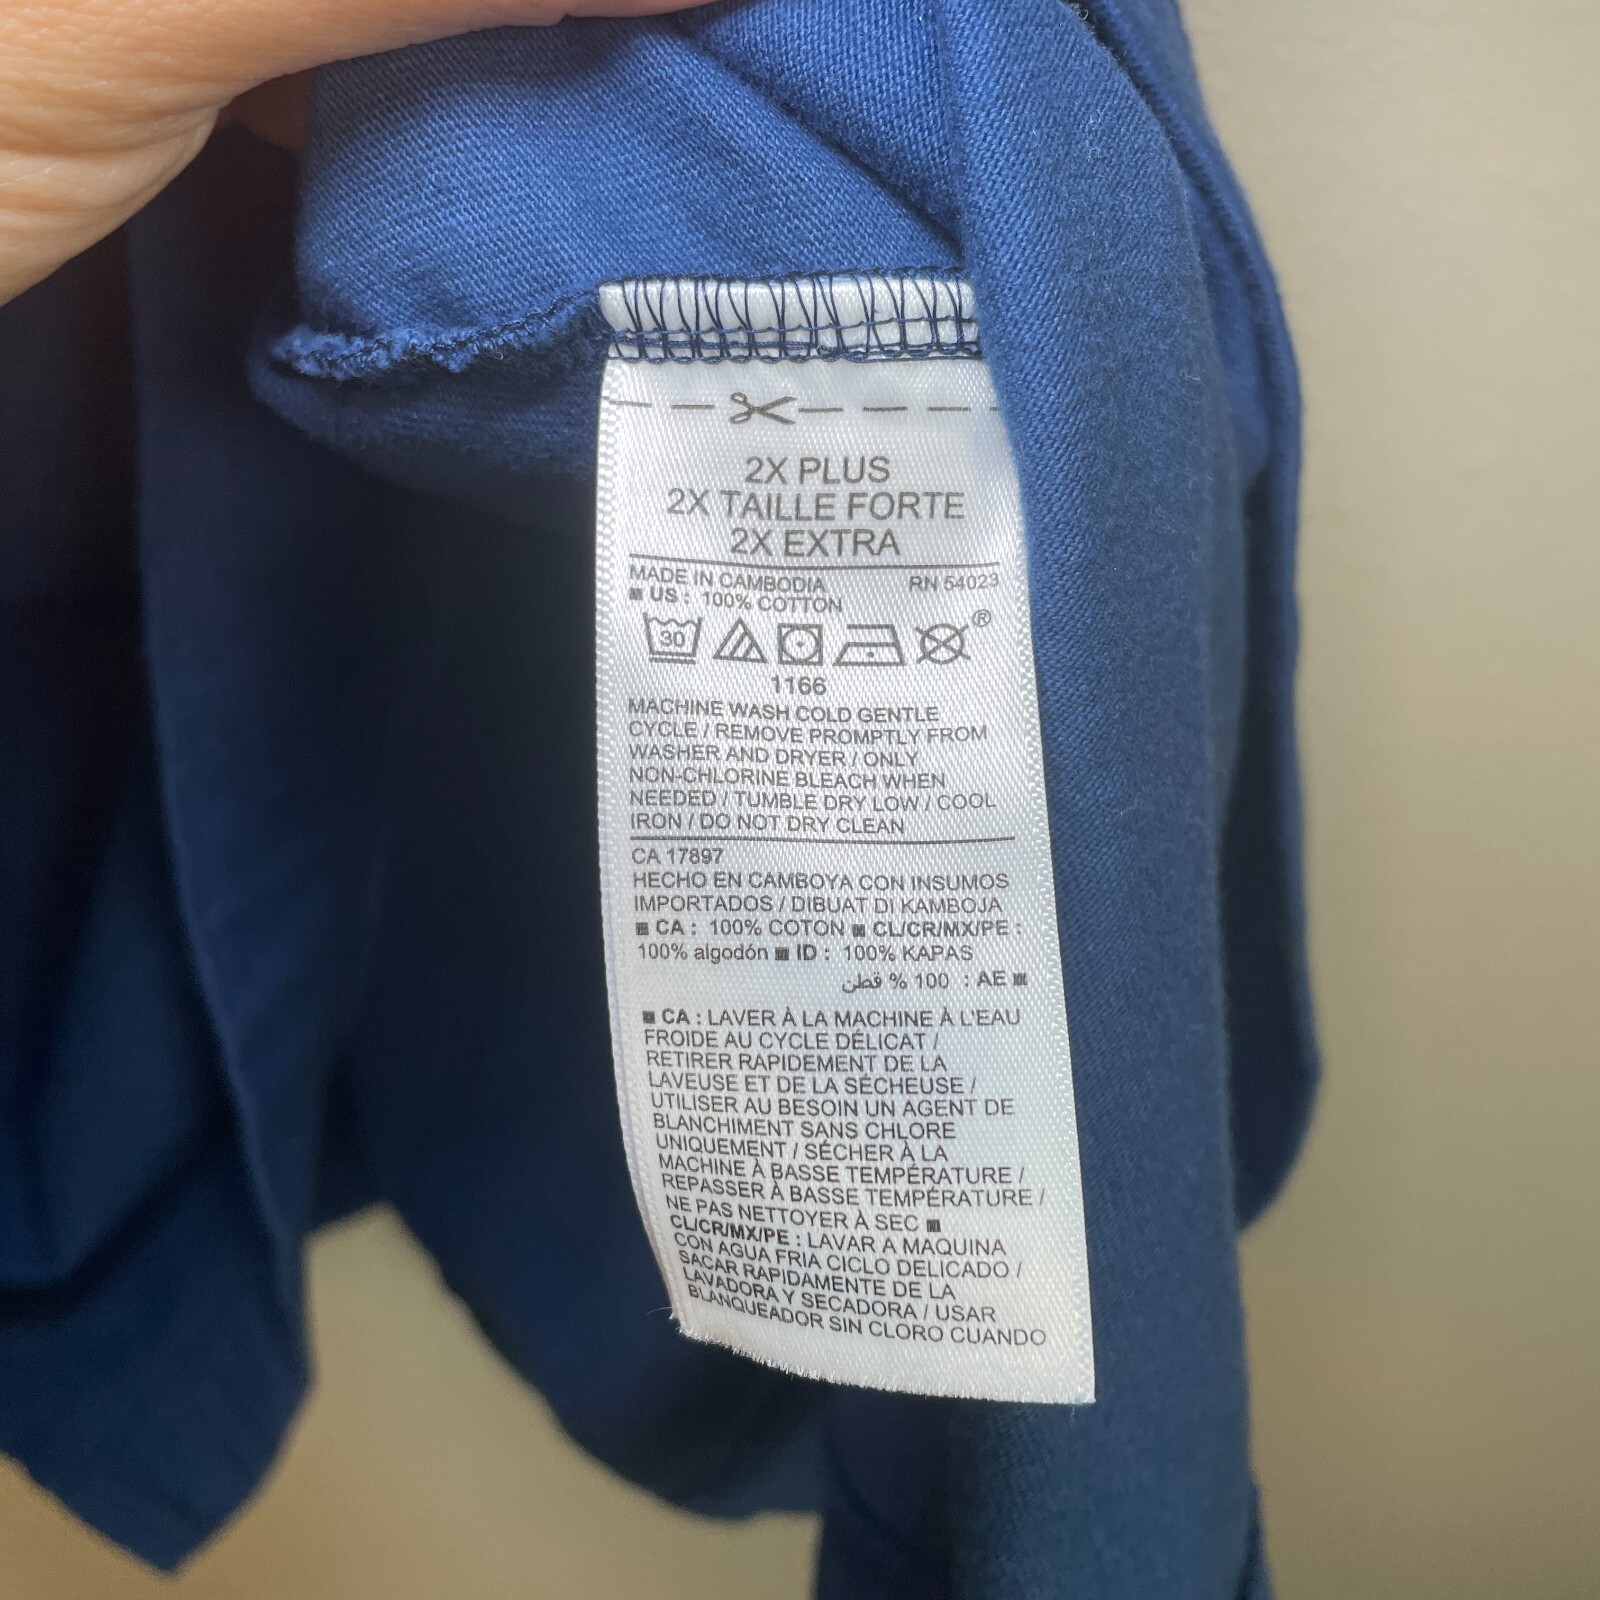 2X PLUS
2X TAILLE FORTE
2X EXTRA
MADE IN CAMBODIA RN 54023
US : 100% COTTON
30 ®
1166
MACHINE WASH COLD GENTLE
CYCLE / REMOVE PROMPTLY FROM
WASHER AND DRYER / ONLY
NON-CHLORINE BLEACH WHEN
NEEDED / TUMBLE DRY LOW / COOL
IRON / DO NOT DRY CLEAN
CA 17897
HECHO EN CAMBOYA CON INSUMOS
IMPORTADOS / DIBUAT DI KAMBOJA
■ CA : 100% COTON ■ CL/CR/MX/PE :
100% algodón ■ ID : 100% KAPAS
■ AE : 100 % قطن
■ CA : LAVER À LA MACHINE À L'EAU
FROIDE AU CYCLE DÉLICAT /
RETIRER RAPIDEMENT DE LA
LAVEUSE ET DE LA SÉCHEUSE /
UTILISER AU BESOIN UN AGENT DE
BLANCHIMENT SANS CHLORE
UNIQUEMENT / SÉCHER À LA
MACHINE À BASSE TEMPÉRATURE /
REPASSER À BASSE TEMPÉRATURE /
NE PAS NETTOYER À SEC ■
CL/CR/MX/PE : LAVAR A MAQUINA
CON AGUA FRIA CICLO DELICADO /
SACAR RAPIDAMENTE DE LA
LAVADORA Y SECADORA / USAR
BLANQUEADOR SIN CLORO CUANDO